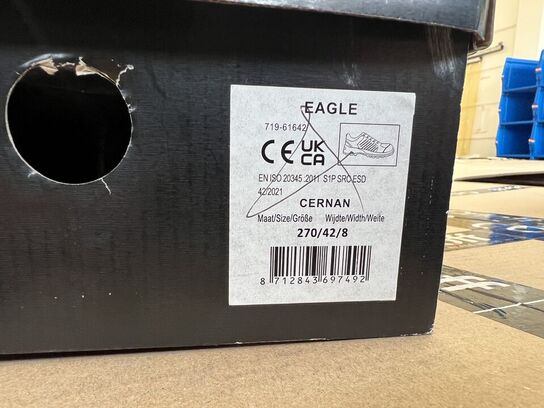 EAGLE
719-61642
CE UK CA
EN ISO 20345:2011 S1P SRC ESD
42/2021
CERNAN
Maat/Size/Größe Wijdte/Width/Weite
270/42/8
8 712843 697492